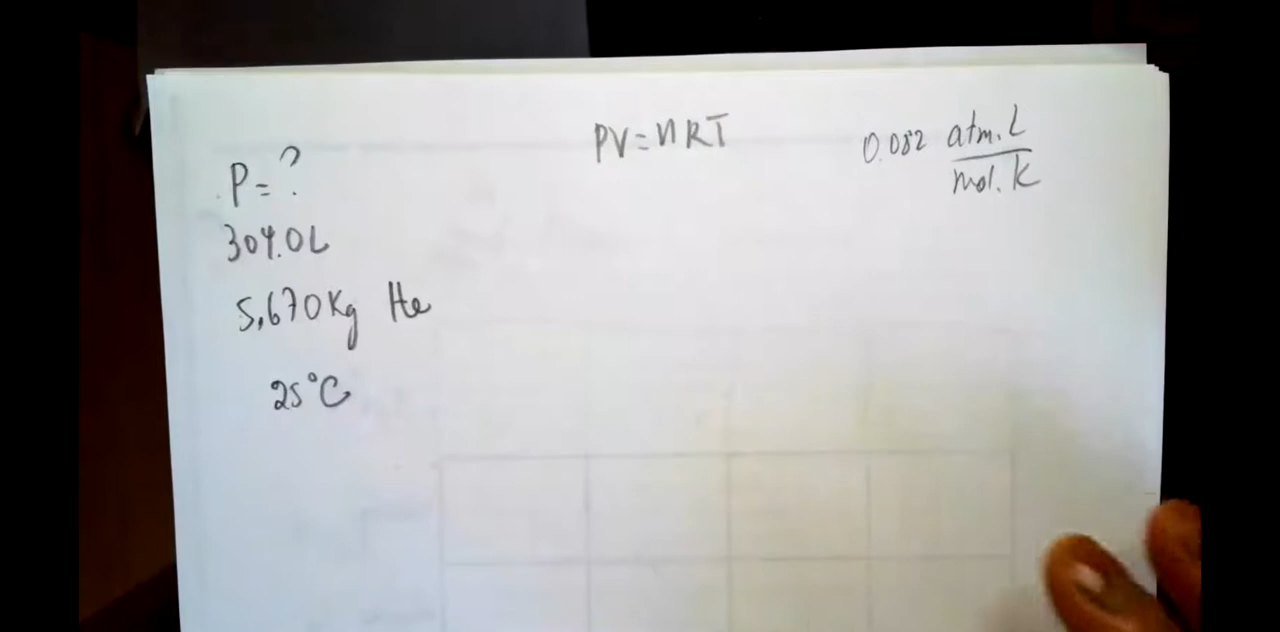 PV=nRT
0.082 atm.L
mol.K
P=?
304.0L
5,670Kg He
25°C